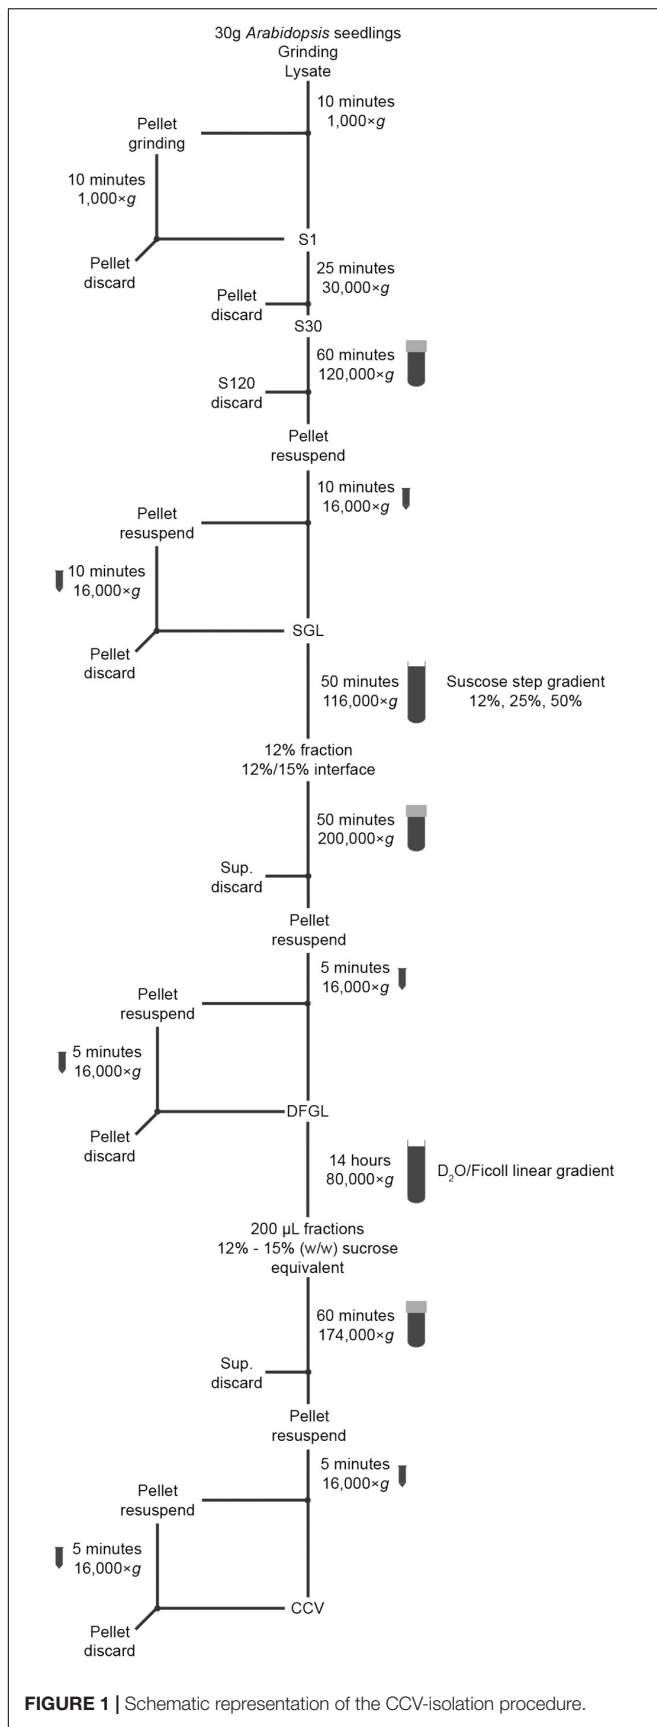 30g Arabidopsis seedlings
Grinding
Lysate
10 minutes
1,000×g
Pellet
grinding
10 minutes
1,000×g
Pellet
discard
S1
25 minutes
30,000×g
Pellet
discard
S30
60 minutes
120,000×g
S120
discard
Pellet
resuspend
10 minutes
16,000×g
Pellet
resuspend
10 minutes
16,000×g
Pellet
discard
SGL
50 minutes
116,000×g
Suscose step gradient
12%, 25%, 50%
12% fraction
12%/15% interface
50 minutes
200,000×g
Sup.
discard
Pellet
resuspend
5 minutes
16,000×g
Pellet
resuspend
5 minutes
16,000×g
Pellet
discard
DFGL
14 hours
80,000×g
D₂O/Ficoll linear gradient
200 µL fractions
12% - 15% (w/w) sucrose
equivalent
60 minutes
174,000×g
Sup.
discard
Pellet
resuspend
5 minutes
16,000×g
Pellet
resuspend
5 minutes
16,000×g
Pellet
discard
CCV
FIGURE 1 | Schematic representation of the CCV-isolation procedure.